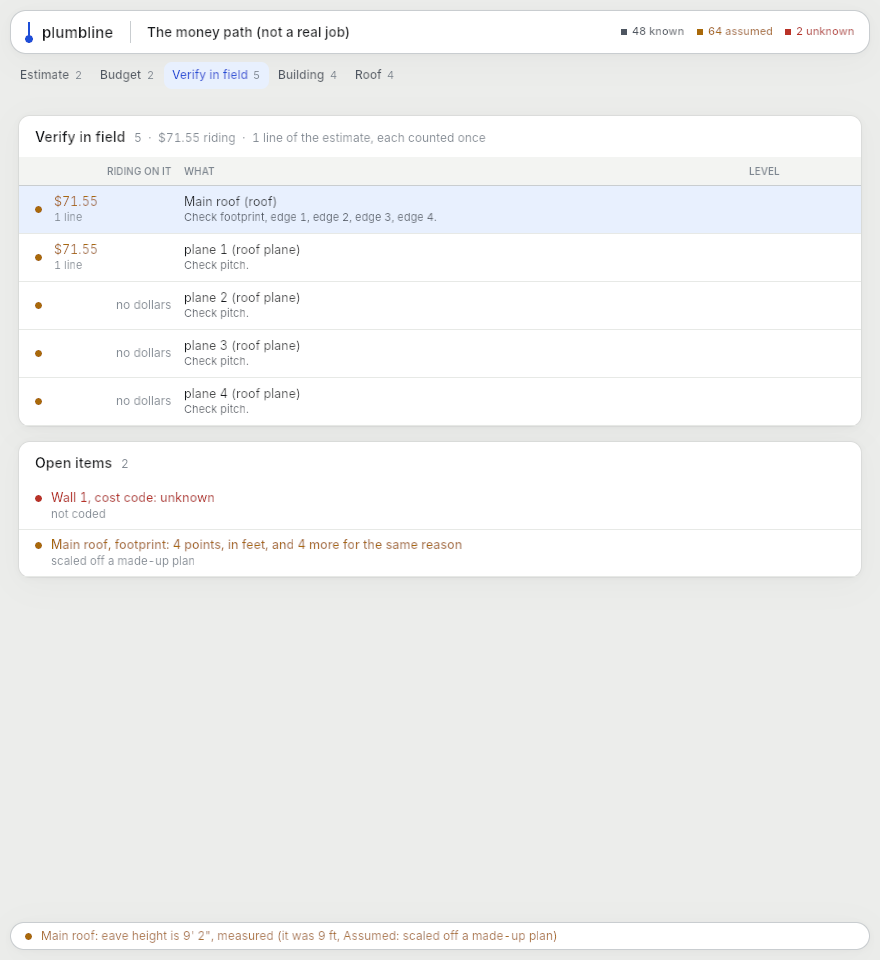 plumbline
The money path (not a real job)
48 known
64 assumed
2 unknown
Estimate 2
Budget 2
Verify in field 5
Building 4
Roof 4
Verify in field 5 · $71.55 riding · 1 line of the estimate, each counted once
RIDING ON IT
WHAT
LEVEL
$71.55
1 line
Main roof (roof)
Check footprint, edge 1, edge 2, edge 3, edge 4.
$71.55
1 line
plane 1 (roof plane)
Check pitch.
no dollars
plane 2 (roof plane)
Check pitch.
no dollars
plane 3 (roof plane)
Check pitch.
no dollars
plane 4 (roof plane)
Check pitch.
Open items 2
Wall 1, cost code: unknown
not coded
Main roof, footprint: 4 points, in feet, and 4 more for the same reason
scaled off a made-up plan
Main roof: eave height is 9' 2", measured (it was 9 ft, Assumed: scaled off a made-up plan)